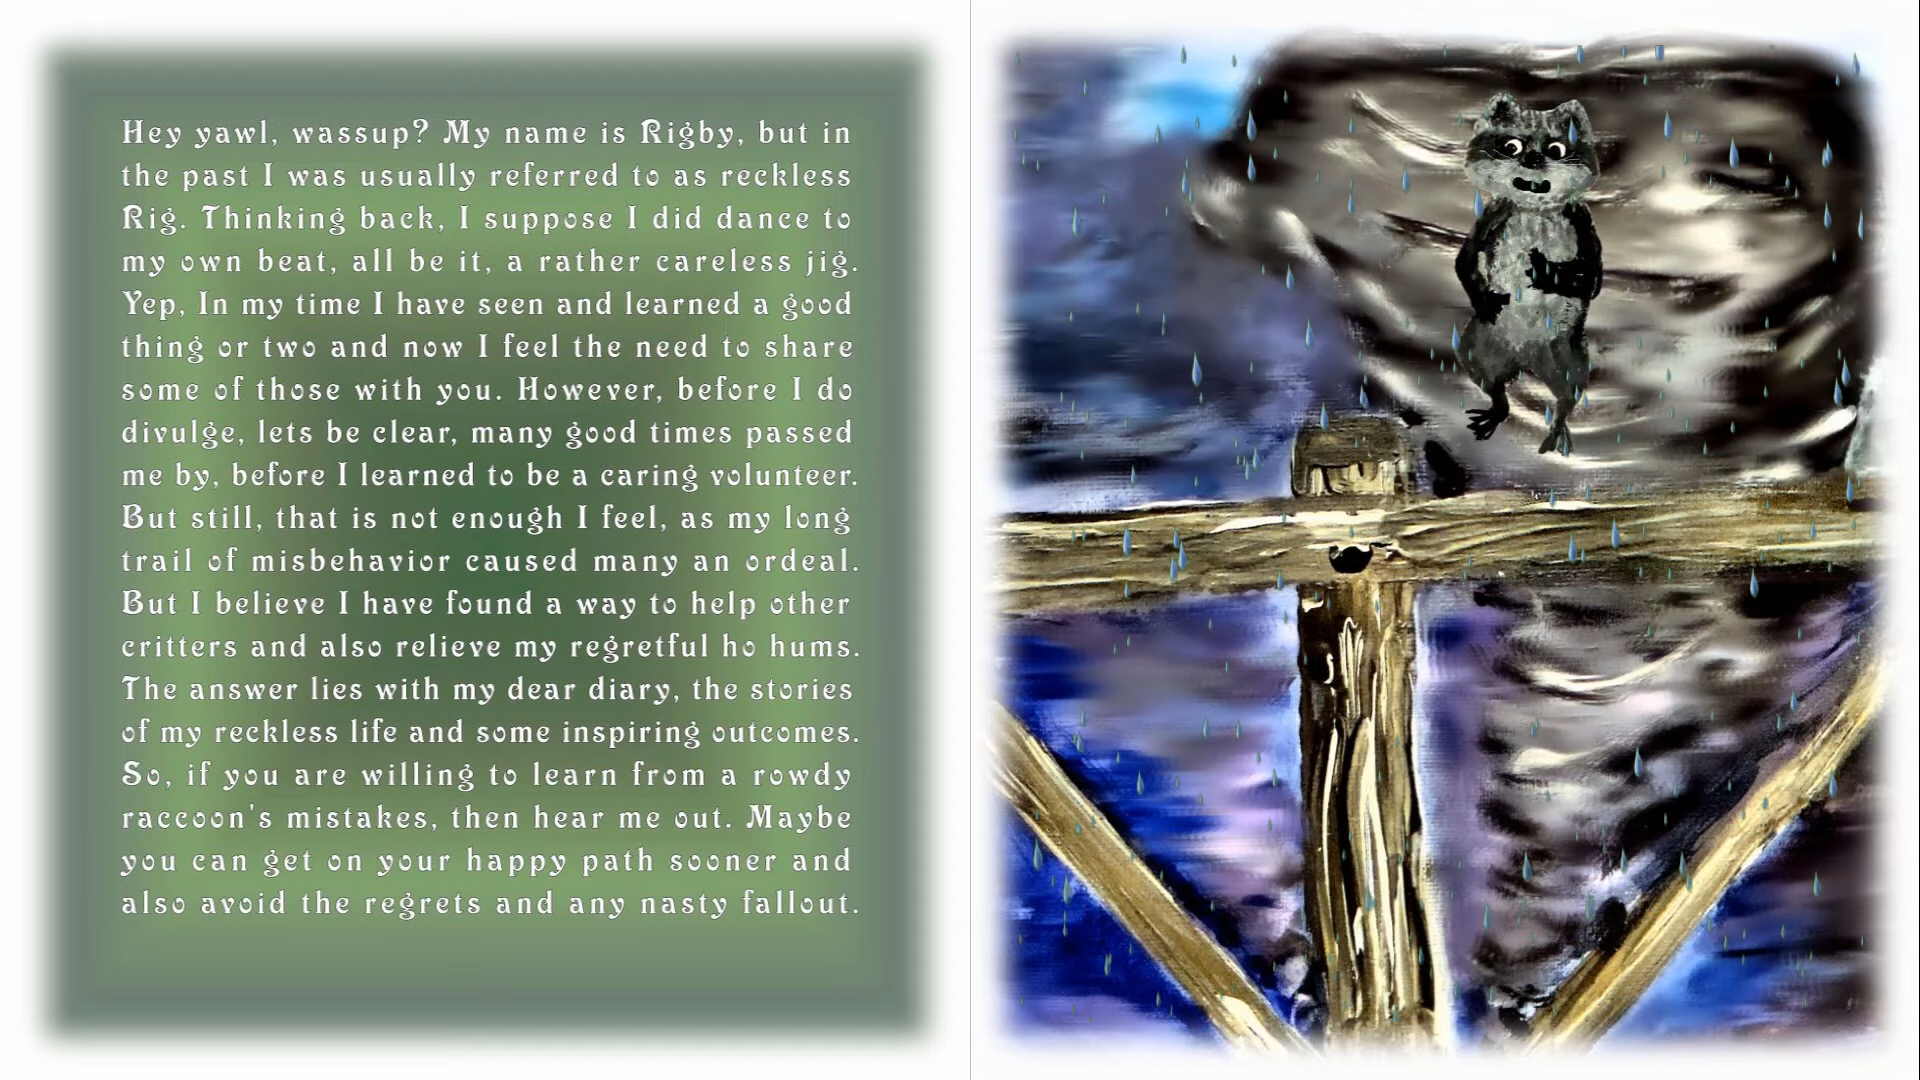 Hey yawl, wassup? My name is Rigby, but in
the past I was usually referred to as reckless
Rig. Thinking back, I suppose I did dance to
my own beat, all be it, a rather careless jig.
Yep, In my time I have seen and learned a good
thing or two and now I feel the need to share
some of those with you. However, before I do
divulge, lets be clear, many good times passed
me by, before I learned to be a caring volunteer.
But still, that is not enough I feel, as my long
trail of misbehavior caused many an ordeal.
But I believe I have found a way to help other
critters and also relieve my regretful ho hums.
The answer lies with my dear diary, the stories
of my reckless life and some inspiring outcomes.
So, if you are willing to learn from a rowdy
raccoon's mistakes, then hear me out. Maybe
you can get on your happy path sooner and
also avoid the regrets and any nasty fallout.